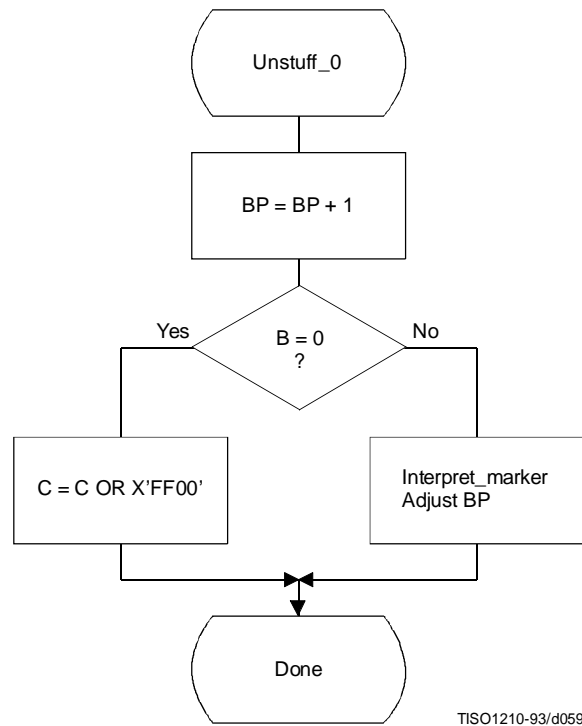 Unstuff_0
BP = BP + 1
Yes
B = 0
?
No
C = C OR X’FF00’
Interpret_marker
Adjust BP
Done
TISO1210-93/d059